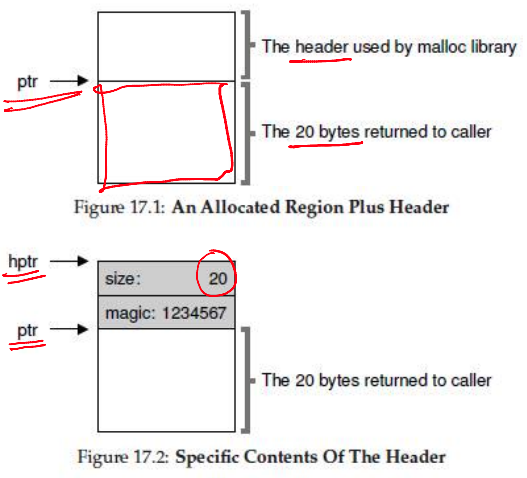 The header used by malloc library
ptr
The 20 bytes returned to caller
Figure 17.1: An Allocated Region Plus Header
hptr
size: 20
magic: 1234567
ptr
The 20 bytes returned to caller
Figure 17.2: Specific Contents Of The Header